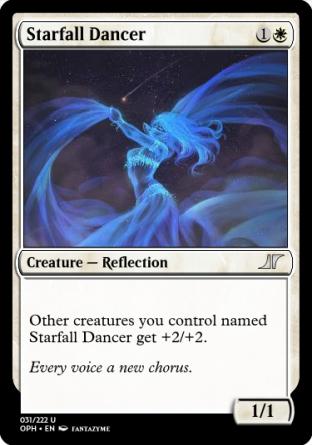 Starfall Dancer
1
Creature — Reflection
Other creatures you control named
Starfall Dancer get +2/+2.
Every voice a new chorus.
1/1
031/222 U
OPH • EN FANTAZYME